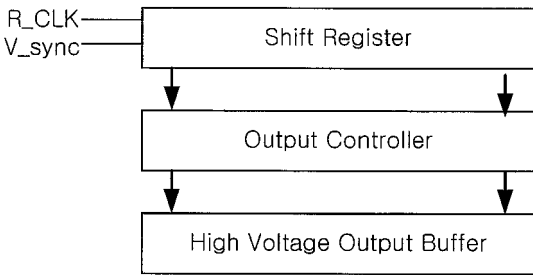 R_CLK
V_sync
Shift Register
Output Controller
High Voltage Output Buffer